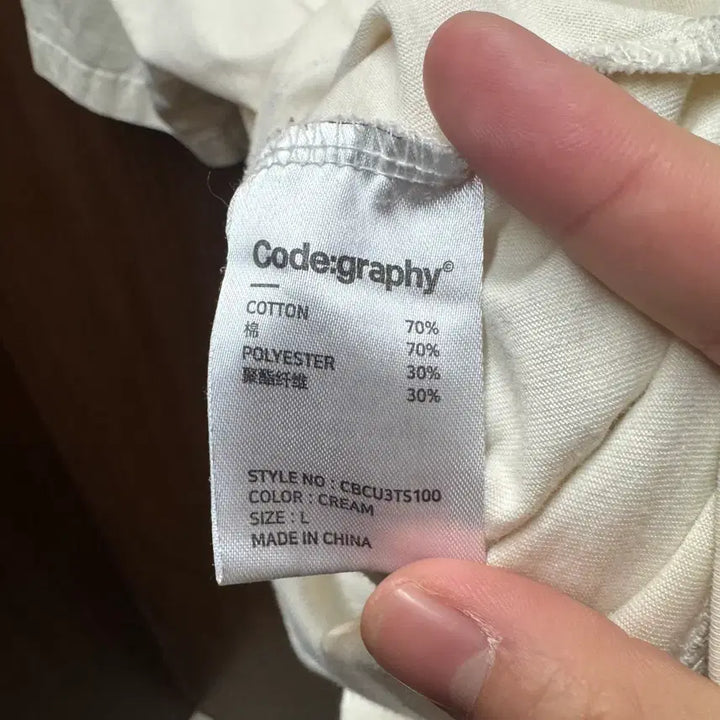 Code:graphy©
COTTON 70%
棉 70%
POLYESTER 30%
聚酯纤维 30%
STYLE NO : CBCU3TS100
COLOR : CREAM
SIZE : L
MADE IN CHINA